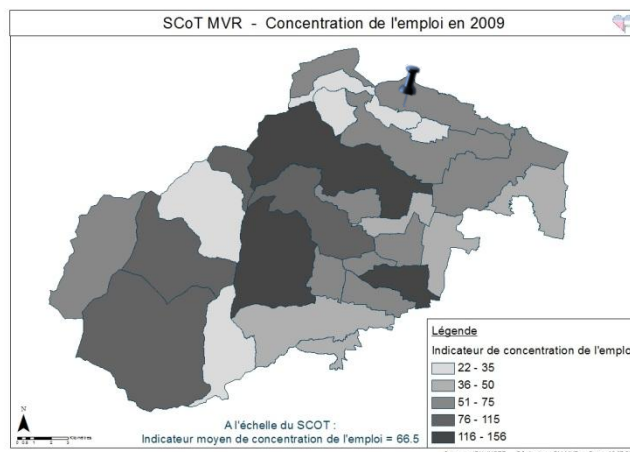 SCoT MVR - Concentration de l'emploi en 2009
Légende
Indicateur de concentration de l'emploi
22 - 35
36 - 50
51 - 75
76 - 115
116 - 156
N
A l'échelle du SCOT :
Indicateur moyen de concentration de l'emploi = 66.5